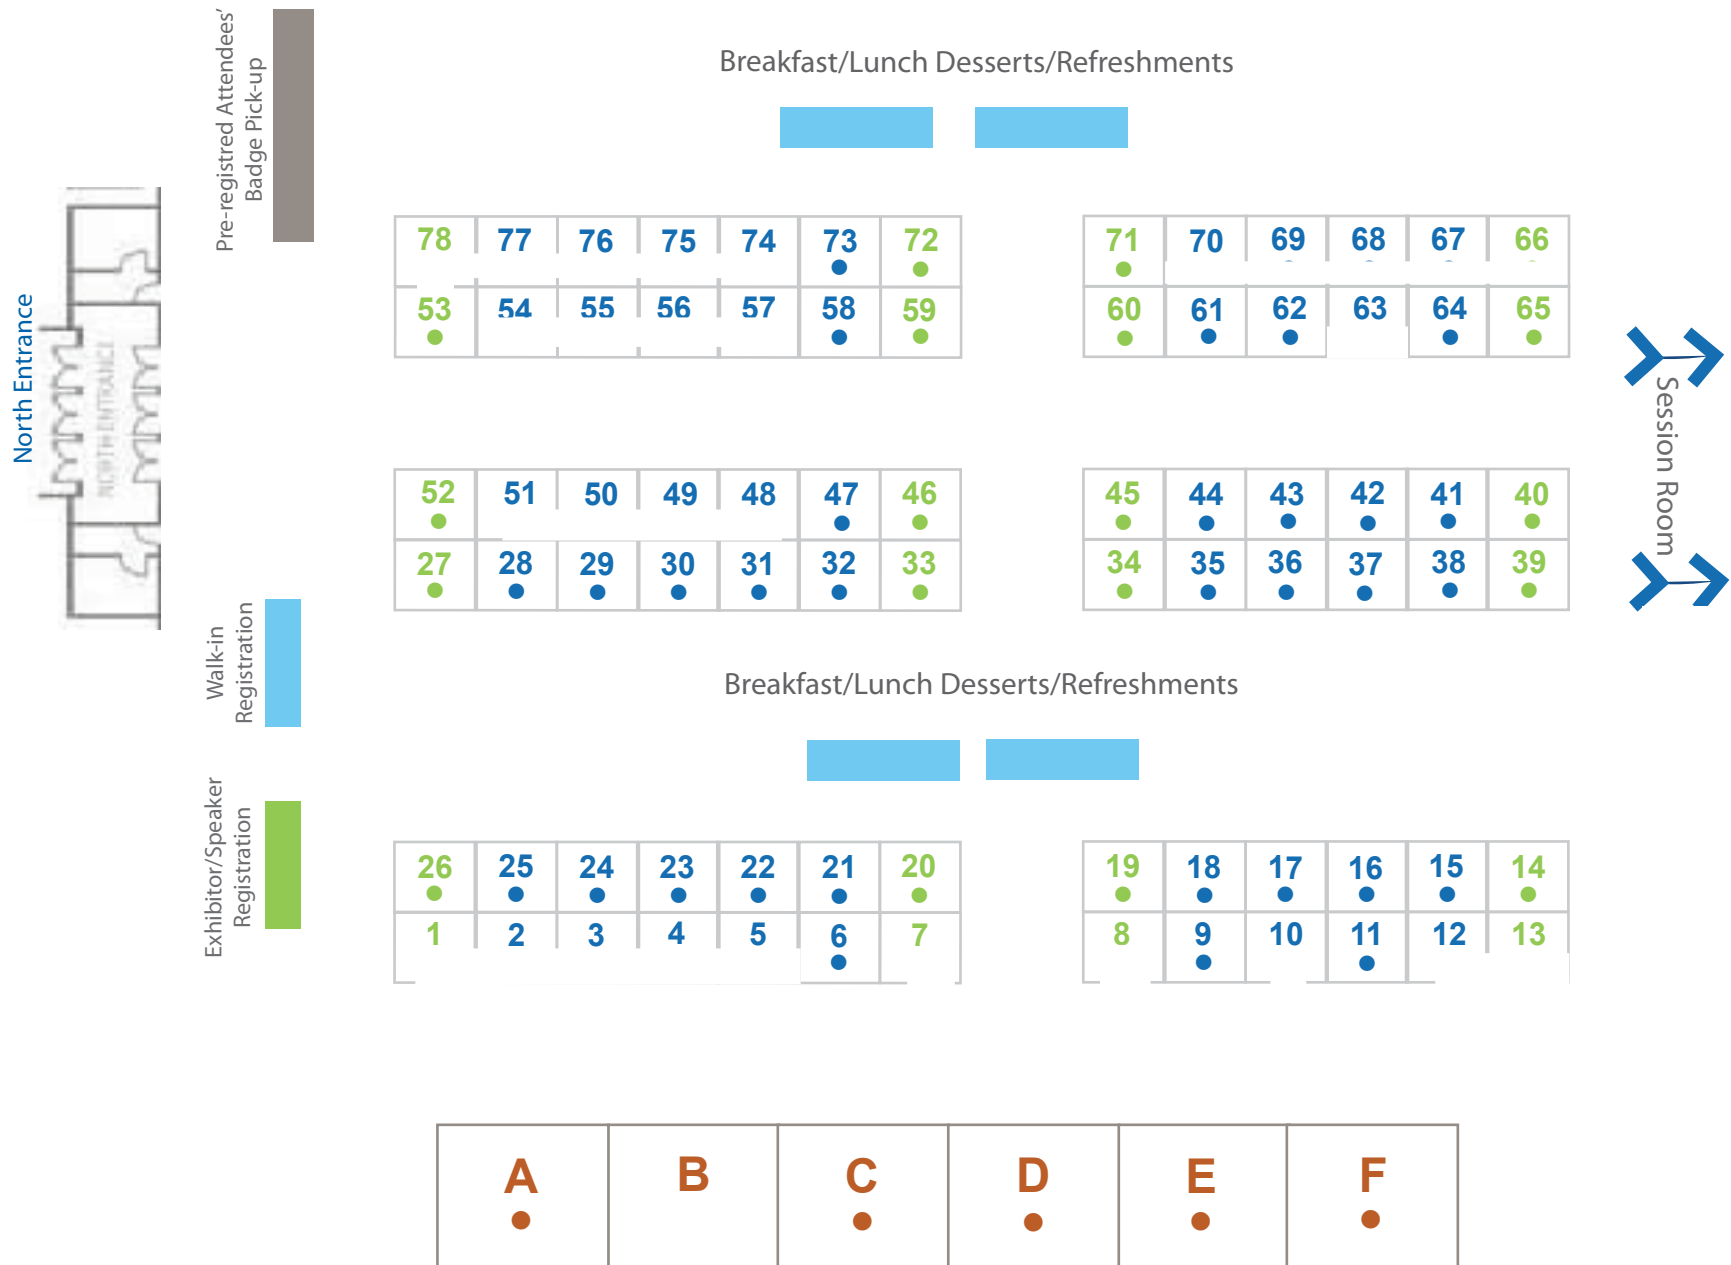 Pre-registred Attendees'
Badge Pick-up
Breakfast/Lunch Desserts/Refreshments
78 77 76 75 74 73 72 71 70 69 68 67 66
53 54 55 56 57 58 59 60 61 62 63 64 65
North Entrance
NORTH ENTRANCE
Session Room
52 51 50 49 48 47 46 45 44 43 42 41 40
27 28 29 30 31 32 33 34 35 36 37 38 39
Walk-in
Registration
Breakfast/Lunch Desserts/Refreshments
Exhibitor/Speaker
Registration
26 25 24 23 22 21 20 19 18 17 16 15 14
1 2 3 4 5 6 7 8 9 10 11 12 13
A B C D E F